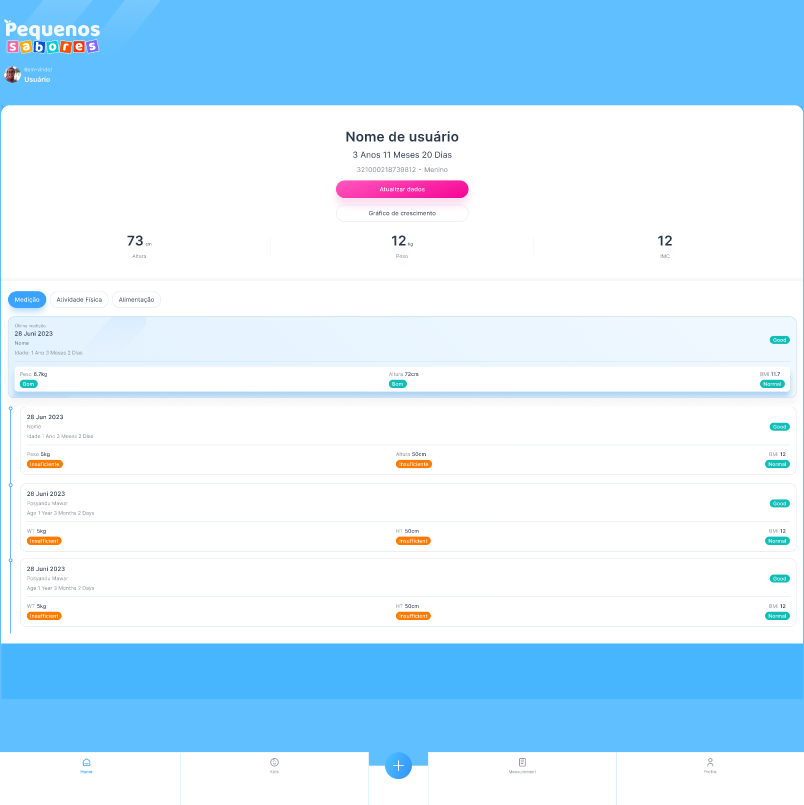 Pequenos
sabores
Bem-vindo!
Usuário
Nome de usuário
3 Anos 11 Meses 20 Dias
321000218739812 • Menino
Atualizar dados
Gráfico de crescimento
73 cm
Altura
12 kg
Peso
12
IMC
Medição
Atividade Física
Alimentação
Última medição
28 Juni 2023
Nome
Idade: 1 Ano 3 Meses 2 Dias
Good
Peso 6.7kg
Bom
Altura 72cm
Bom
BMI 11.7
Normal
28 Jun 2023
Nome
Idade 1 Ano 3 Meses 2 Dias
Good
Peso 5kg
Insuficiente
Altura 50cm
Insuficiente
BMI 12
Normal
28 Juni 2023
Posyandu Mawar
Age 1 Year 3 Months 2 Days
Good
WT 5kg
Insufficient
HT 50cm
Insufficient
BMI 12
Normal
28 Juni 2023
Posyandu Mawar
Age 1 Year 3 Months 2 Days
Good
WT 5kg
Insufficient
HT 50cm
Insufficient
BMI 12
Normal
Home
Kids
Measurement
Profile